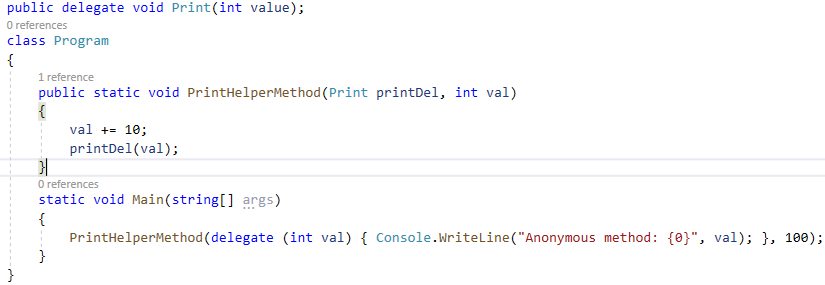 public delegate void Print(int value);
0 references
class Program
{
1 reference
public static void PrintHelperMethod(Print printDel, int val)
{
val += 10;
printDel(val);
}
0 references
static void Main(string[] args)
{
PrintHelperMethod(delegate (int val) { Console.WriteLine("Anonymous method: {0}", val); }, 100);
}
}